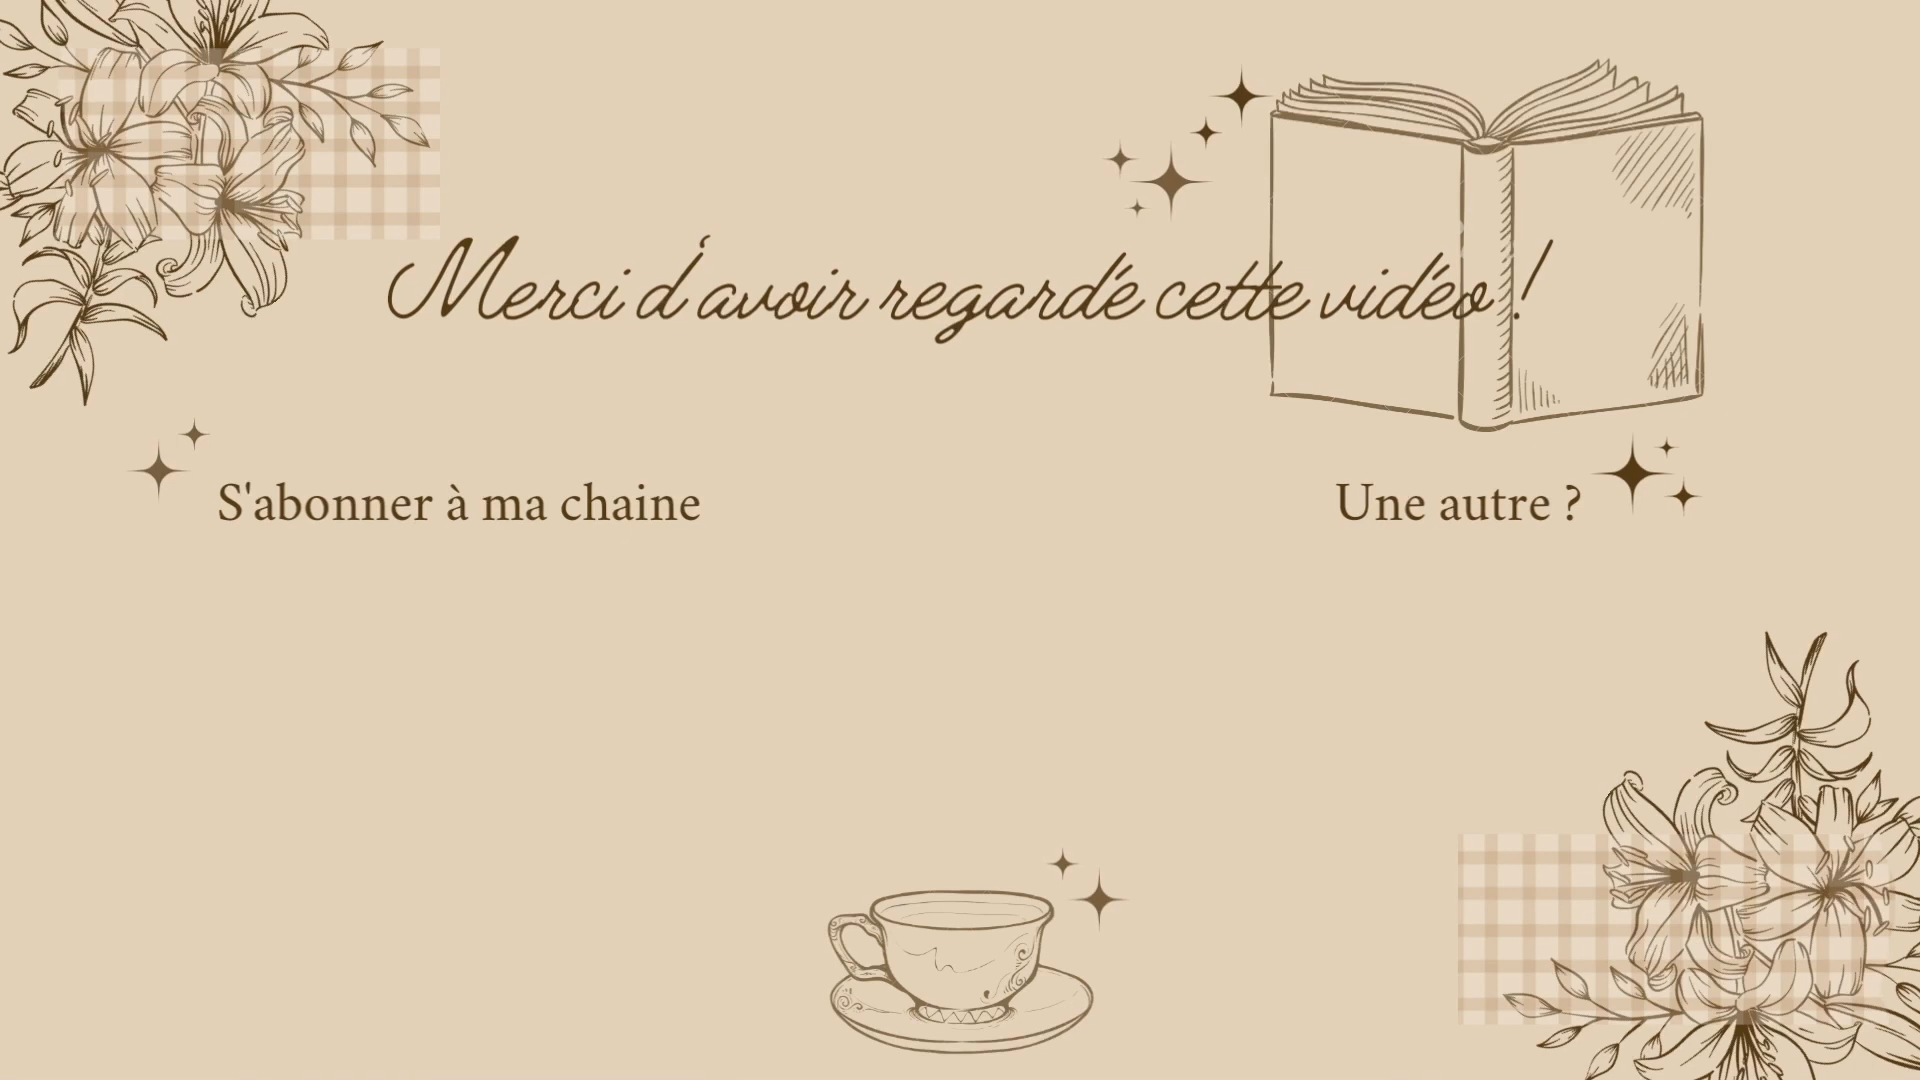 Merci d'avoir regardé cette vidéo !
S'abonner à ma chaine
Une autre ?